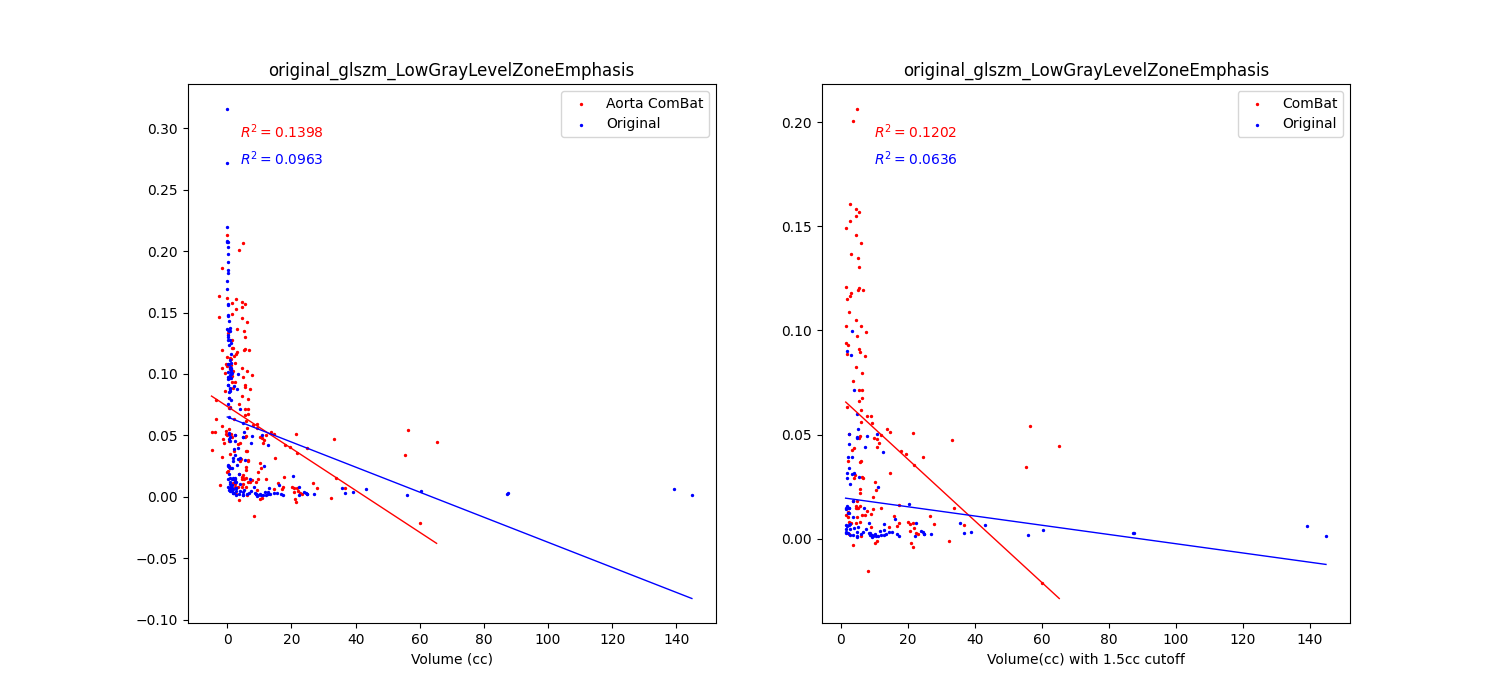 original_glszm_LowGrayLevelZoneEmphasis
Aorta ComBat
Original
R² = 0.1398
R² = 0.0963
0.30
0.25
0.20
0.15
0.10
0.05
0.00
−0.05
−0.10
0 20 40 60 80 100 120 140
Volume (cc)
original_glszm_LowGrayLevelZoneEmphasis
ComBat
Original
R² = 0.1202
R² = 0.0636
0.20
0.15
0.10
0.05
0.00
0 20 40 60 80 100 120 140
Volume(cc) with 1.5cc cutoff